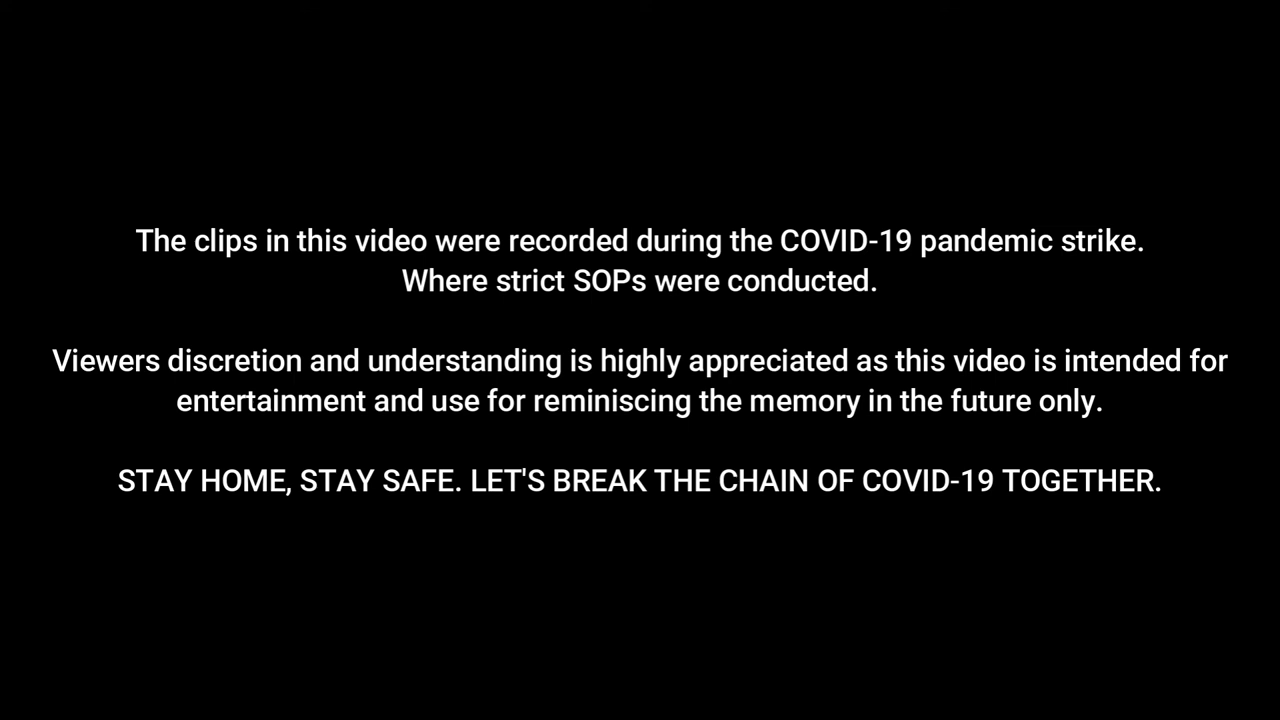 The clips in this video were recorded during the COVID-19 pandemic strike.
Where strict SOPs were conducted.
Viewers discretion and understanding is highly appreciated as this video is intended for
entertainment and use for reminiscing the memory in the future only.
STAY HOME, STAY SAFE. LET'S BREAK THE CHAIN OF COVID-19 TOGETHER.